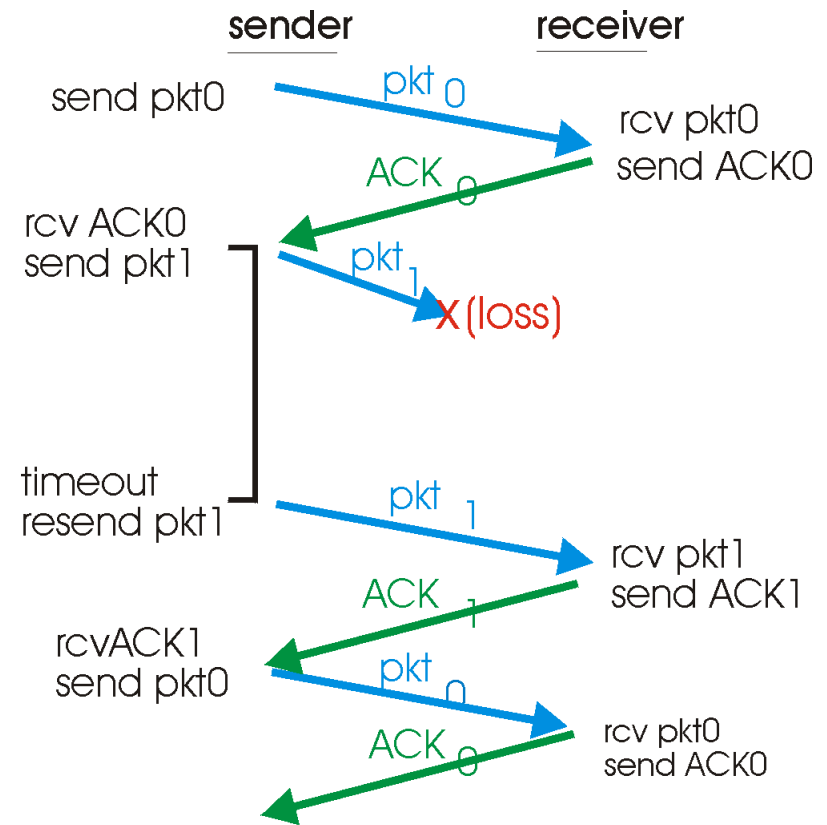 sender
receiver
send pkt0
pkt 0
rcv pkt0
send ACK0
ACK 0
rcv ACK0
send pkt1
pkt 1
X (loss)
timeout
resend pkt1
pkt 1
rcv pkt1
send ACK1
ACK 1
rcvACK1
send pkt0
pkt 0
rcv pkt0
send ACK0
ACK 0